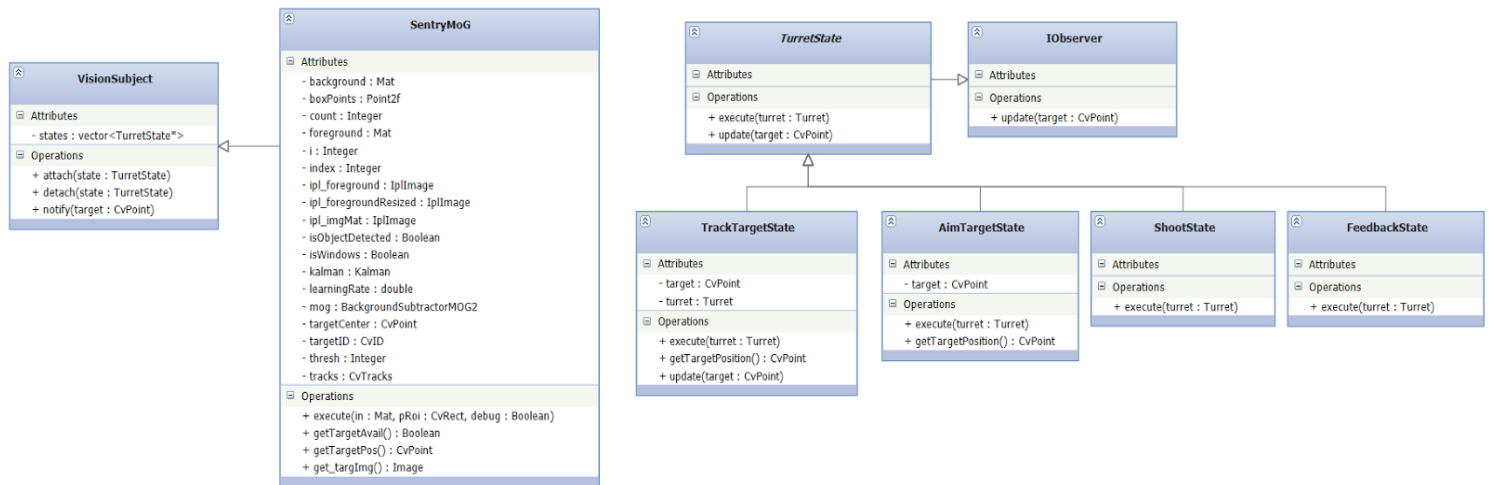 VisionSubject
Attributes
- states : vector<TurretState*>
Operations
+ attach(state : TurretState)
+ detach(state : TurretState)
+ notify(target : CvPoint)
SentryMoG
Attributes
- background : Mat
- boxPoints : Point2f
- count : Integer
- foreground : Mat
- i : Integer
- index : Integer
- ipl_foreground : IplImage
- ipl_foregroundResized : IplImage
- ipl_imgMat : IplImage
- isObjectDetected : Boolean
- isWindows : Boolean
- kalman : Kalman
- learningRate : double
- mog : BackgroundSubtractorMOG2
- targetCenter : CvPoint
- targetID : CvID
- thresh : Integer
- tracks : CvTracks
Operations
+ execute(in : Mat, pRoi : CvRect, debug : Boolean)
+ getTargetAvail() : Boolean
+ getTargetPos() : CvPoint
+ get_targImg() : Image
TurretState
Attributes
Operations
+ execute(turret : Turret)
+ update(target : CvPoint)
IObserver
Attributes
Operations
+ update(target : CvPoint)
TrackTargetState
Attributes
- target : CvPoint
- turret : Turret
Operations
+ execute(turret : Turret)
+ getTargetPosition() : CvPoint
+ update(target : CvPoint)
AimTargetState
Attributes
- target : CvPoint
Operations
+ execute(turret : Turret)
+ getTargetPosition() : CvPoint
ShootState
Attributes
Operations
+ execute(turret : Turret)
FeedbackState
Attributes
Operations
+ execute(turret : Turret)